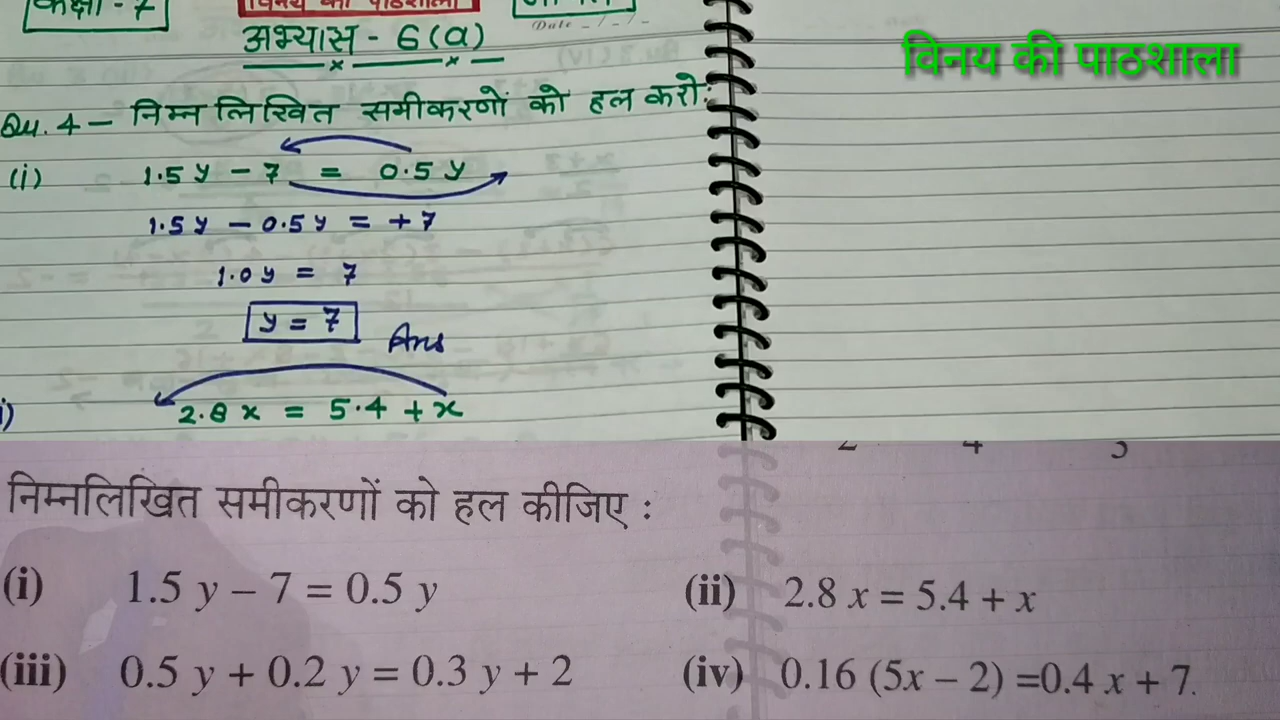 कक्षा - 7
विनय की पाठशाला
Date _ / _ / _
विनय की पाठशाला
अभ्यास - 6(a)
Qu. 4 - निम्न लिखित समीकरणों को हल करो:
(i) 1.5 y - 7 = 0.5 y
1.5 y - 0.5 y = + 7
1.0 y = 7
y = 7 Ans
2.8 x = 5.4 + x
निम्नलिखित समीकरणों को हल कीजिए :
(i) 1.5 y – 7 = 0.5 y (ii) 2.8 x = 5.4 + x
(iii) 0.5 y + 0.2 y = 0.3 y + 2 (iv) 0.16 (5x – 2) =0.4 x + 7.